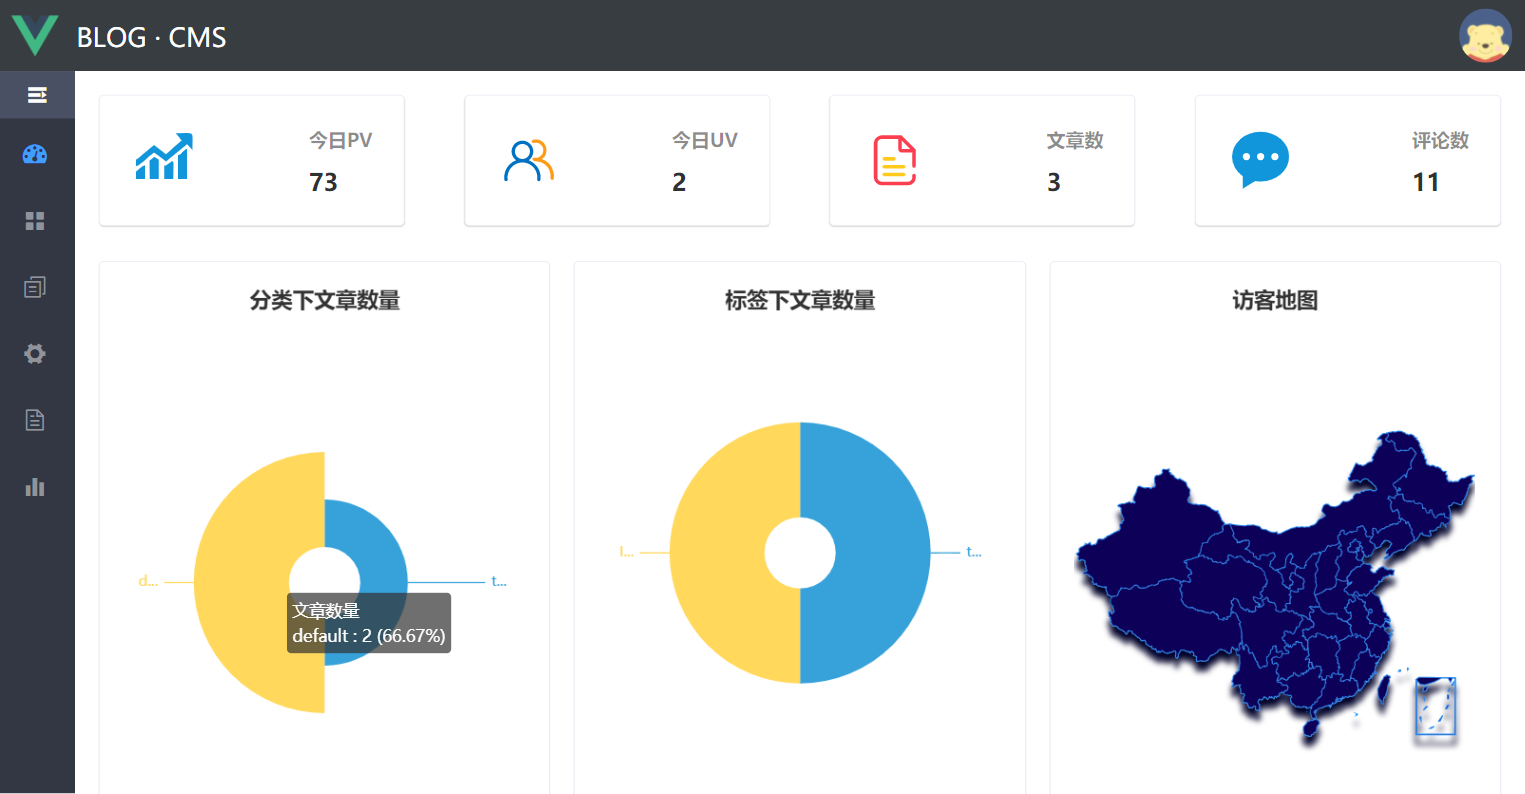 BLOG · CMS
今日PV
73
今日UV
2
文章数
3
评论数
11
分类下文章数量
d...
t...
文章数量
default : 2 (66.67%)
标签下文章数量
l...
t...
访客地图